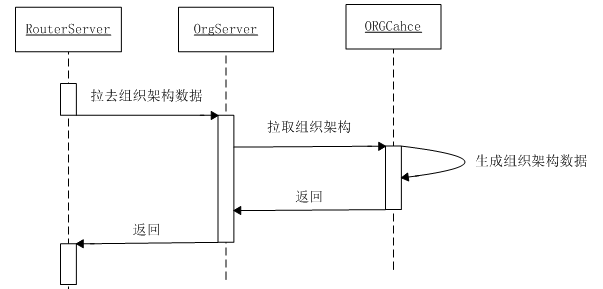 RouterServer
OrgServer
ORGCahce
拉去组织架构数据
拉取组织架构
生成组织架构数据
返回
返回